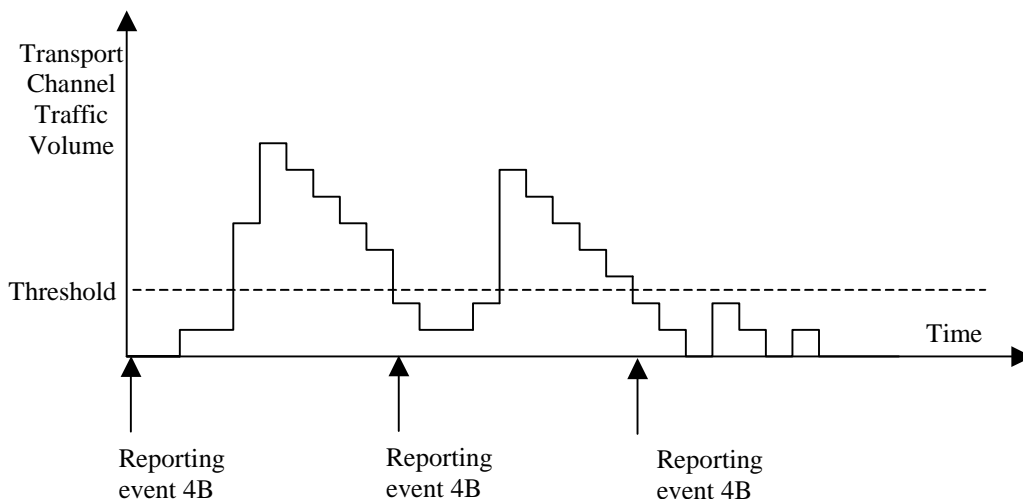 Transport
Channel
Traffic
Volume
Threshold
Time
Reporting
event 4B
Reporting
event 4B
Reporting
event 4B